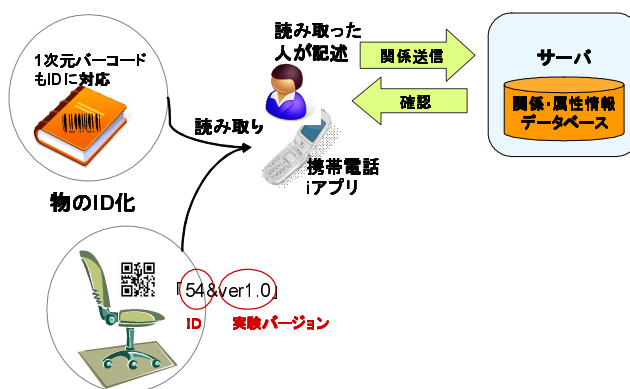 1次元バーコード
もIDに対応
読み取った
人が記述
関係送信
確認
サーバ
関係・属性情報
データベース
読み取り
携帯電話
iアプリ
物のID化
「54&ver1.0」
ID
実験バージョン